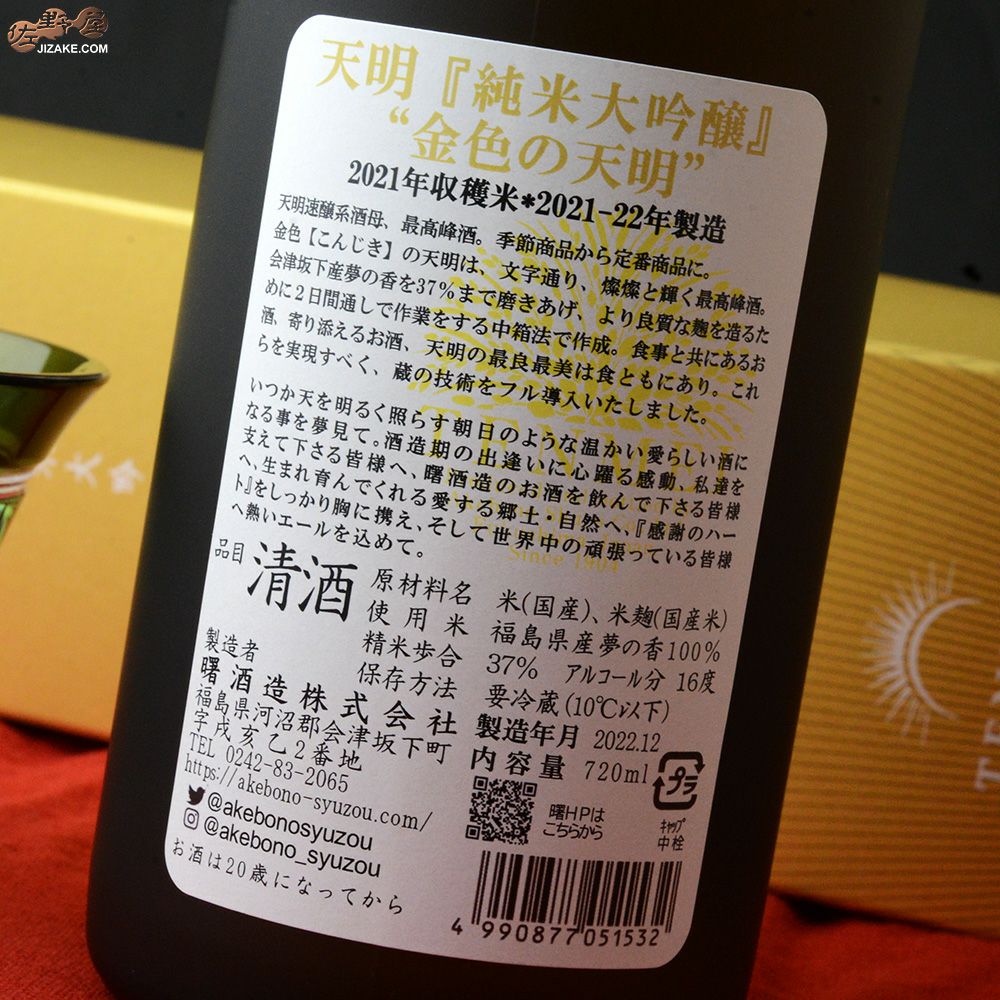 佐野屋
JIZAKE.COM
天明『純米大吟醸』
“金色の天明”
2021年収穫米*2021-22年製造
天明速醸系酒母、最高峰酒。季節商品から定番商品に。
金色【こんじき】の天明は、文字通り、燦燦と輝く最高峰酒。
会津坂下産夢の香を37%まで磨きあげ、より良質な麹を造るた
めに2日間通しで作業をする中箱法で作成。食事と共にあるお
酒、寄り添えるお酒、天明の最良最美は食ともにあり。これ
らを実現すべく、蔵の技術をフル導入いたしました。
いつか天を明るく照らす朝日のような温かい愛らしい酒に
なる事を夢見て。酒造期の出逢いに心躍る感動、私達を
支えて下さる皆様へ、曙酒造のお酒を飲んで下さる皆様
へ、生まれ育んでくれる愛する郷土・自然へ、『感謝のハー
ト』をしっかり胸に携え、そして世界中の頑張っている皆様
へ熱いエールを込めて。
Since 1904
品目 清酒
原材料名 米(国産)、米麹(国産米)
使用米 福島県産夢の香100%
精米歩合 37% アルコール分 16度
保存方法 要冷蔵(10℃以下)
製造年月 2022.12
内容量 720ml
プラ
キャップ
中栓
曙HPは
こちらから
製造者
曙酒造株式会社
福島県河沼郡会津坂下町
字戌亥乙2番地
TEL 0242-83-2065
https://akebono-syuzou.com/
@akebonosyuzou
@akebono_syuzou
お酒は20歳になってから
4 990877 051532
大吟